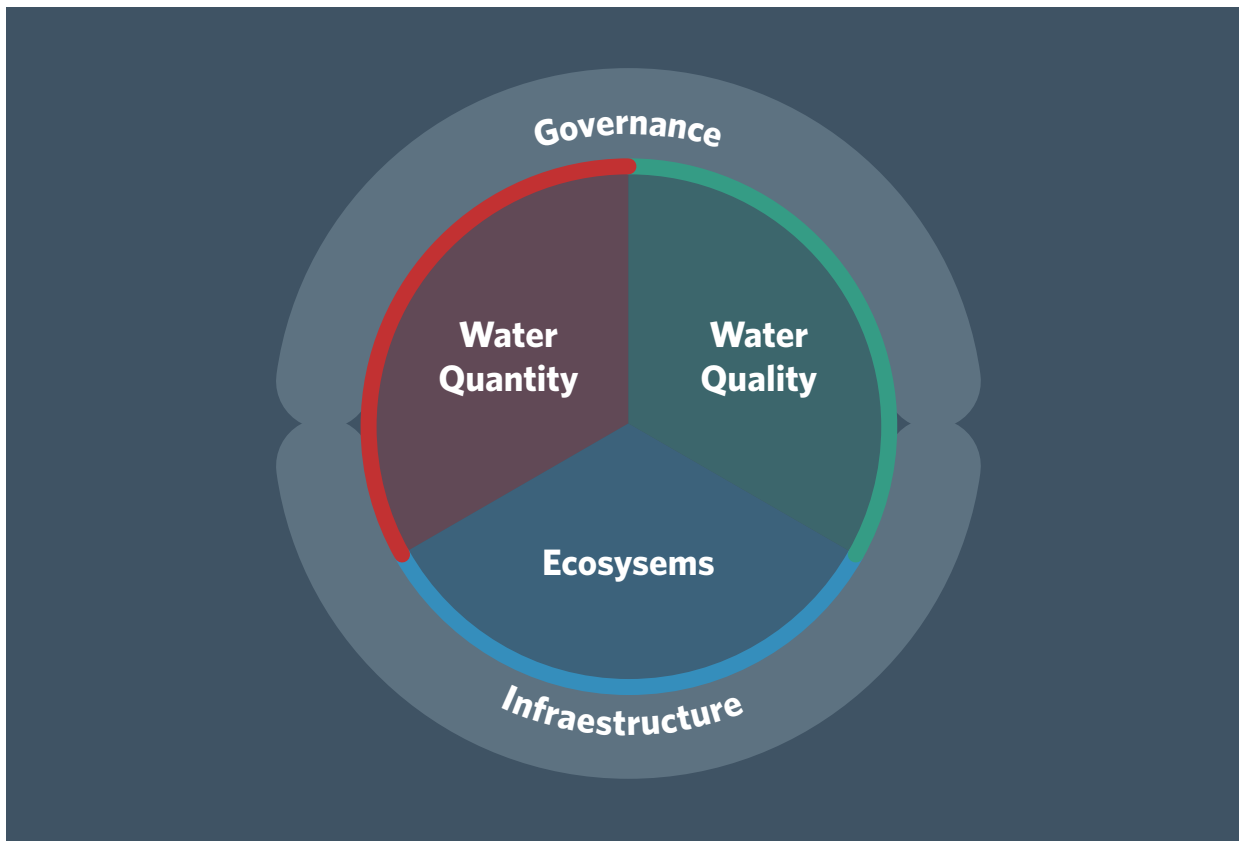 Governance
Water
Quantity
Water
Quality
Ecosysems
Infraestructure